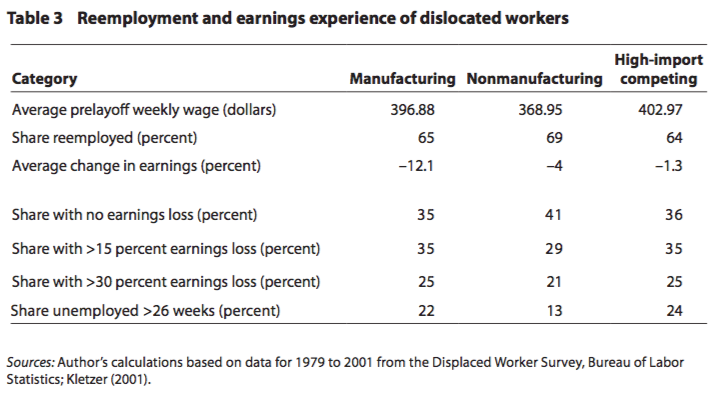 Table 3 Reemployment and earnings experience of dislocated workers
High-import
Category Manufacturing Nonmanufacturing competing
Average prelayoff weekly wage (dollars) 396.88 368.95 402.97
Share reemployed (percent) 65 69 64
Average change in earnings (percent) –12.1 –4 –1.3
Share with no earnings loss (percent) 35 41 36
Share with >15 percent earnings loss (percent) 35 29 35
Share with >30 percent earnings loss (percent) 25 21 25
Share unemployed >26 weeks (percent) 22 13 24
Sources: Author’s calculations based on data for 1979 to 2001 from the Displaced Worker Survey, Bureau of Labor
Statistics; Kletzer (2001).